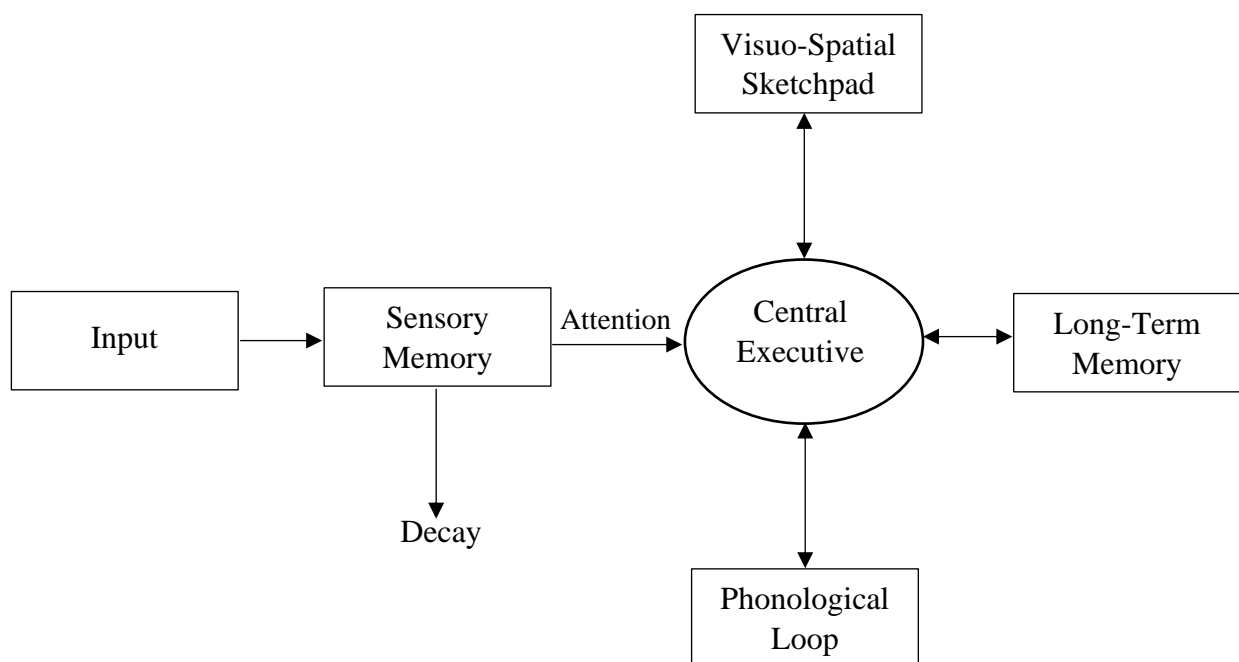 Visuo-Spatial
Sketchpad
Input
Sensory
Memory
Attention
Central
Executive
Long-Term
Memory
Decay
Phonological
Loop